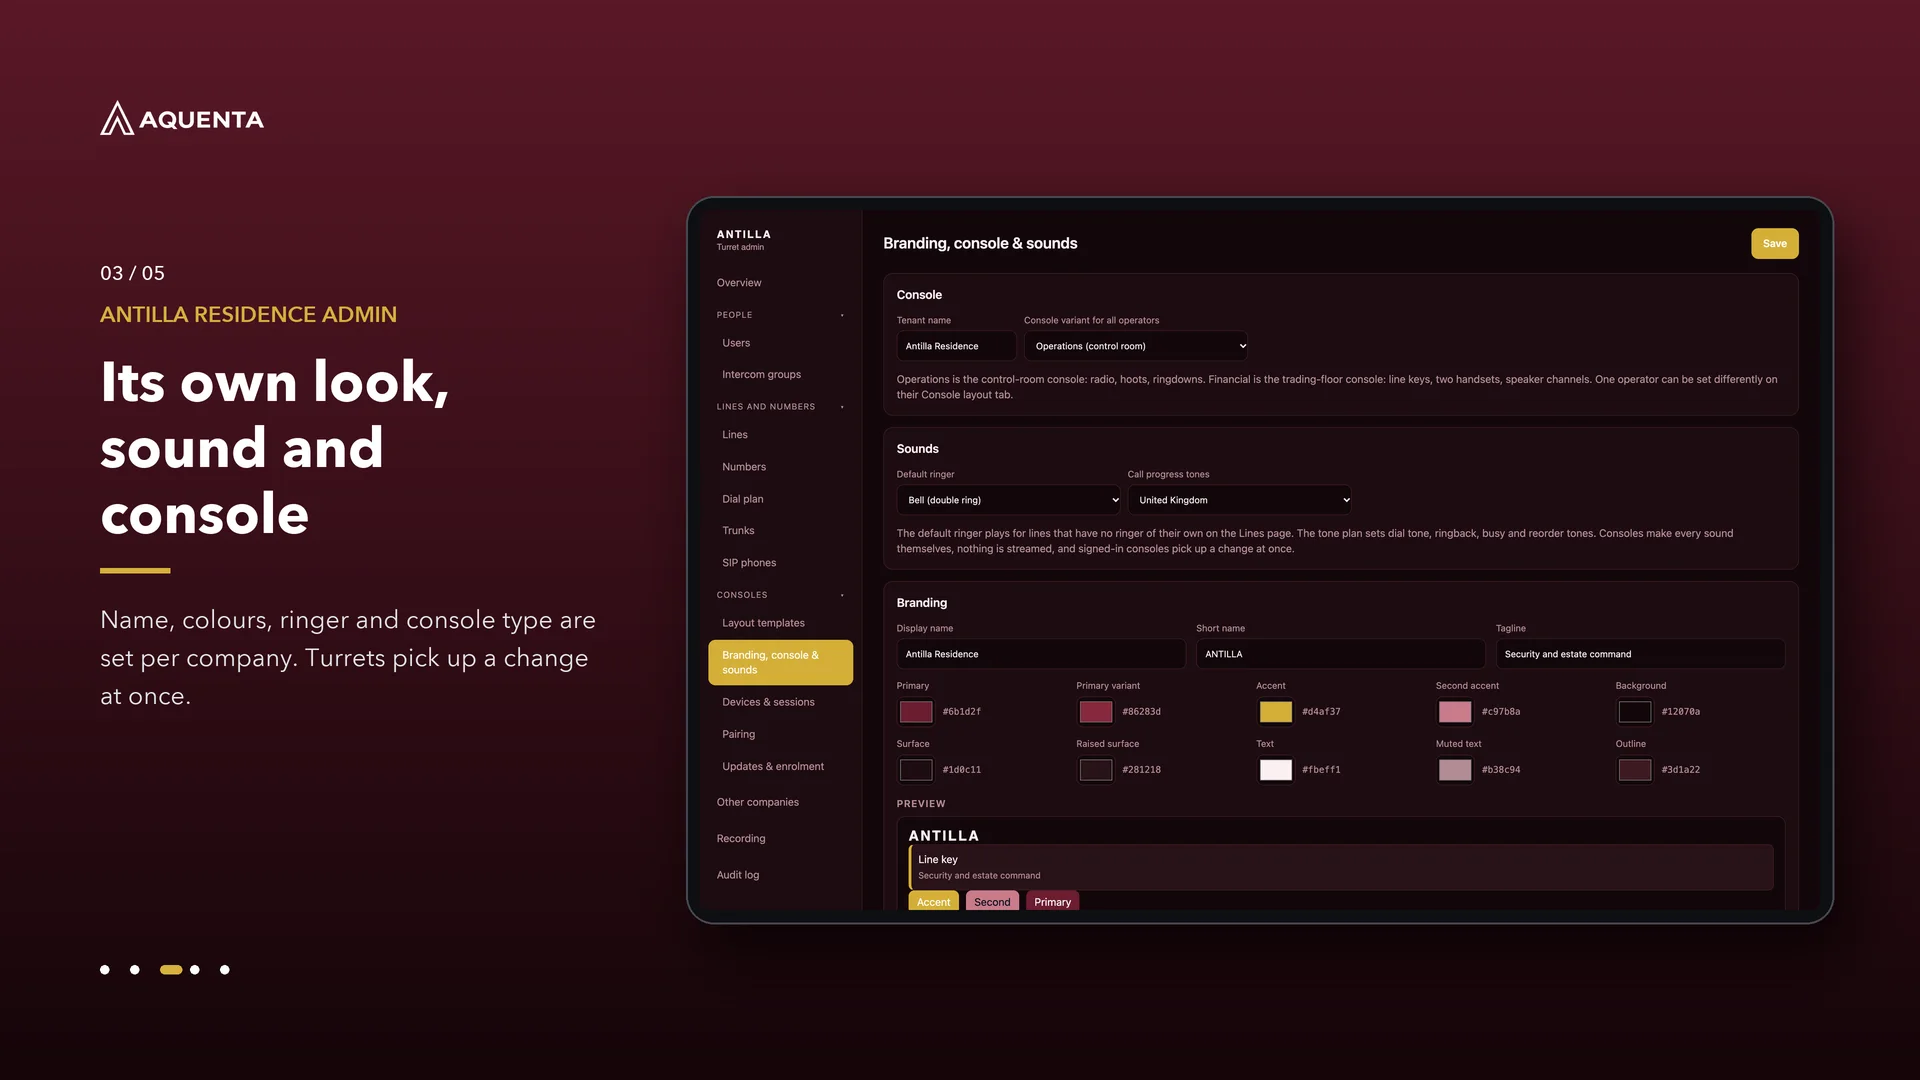 AQUENTA
03 / 05
ANTILLA RESIDENCE ADMIN
Its own look,
sound and
console
Name, colours, ringer and console type are
set per company. Turrets pick up a change
at once.
ANTILLA
Turret admin
Overview
PEOPLE
Users
Intercom groups
LINES AND NUMBERS
Lines
Numbers
Dial plan
Trunks
SIP phones
CONSOLES
Layout templates
Branding, console &
sounds
Devices & sessions
Pairing
Updates & enrolment
Other companies
Recording
Audit log
Branding, console & sounds
Save
Console
Tenant name
Console variant for all operators
Antilla Residence
Operations (control room)
Operations is the control-room console: radio, hoots, ringdowns. Financial is the trading-floor console: line keys, two handsets, speaker channels. One operator can be set differently on
their Console layout tab.
Sounds
Default ringer
Call progress tones
Bell (double ring)
United Kingdom
The default ringer plays for lines that have no ringer of their own on the Lines page. The tone plan sets dial tone, ringback, busy and reorder tones. Consoles make every sound
themselves, nothing is streamed, and signed-in consoles pick up a change at once.
Branding
Display name
Short name
Tagline
Antilla Residence
ANTILLA
Security and estate command
Primary
Primary variant
Accent
Second accent
Background
#6b1d2f
#86283d
#d4af37
#c97b8a
#12070a
Surface
Raised surface
Text
Muted text
Outline
#1d0c11
#281218
#fbeff1
#b38c94
#3d1a22
PREVIEW
ANTILLA
Line key
Security and estate command
Accent
Second
Primary